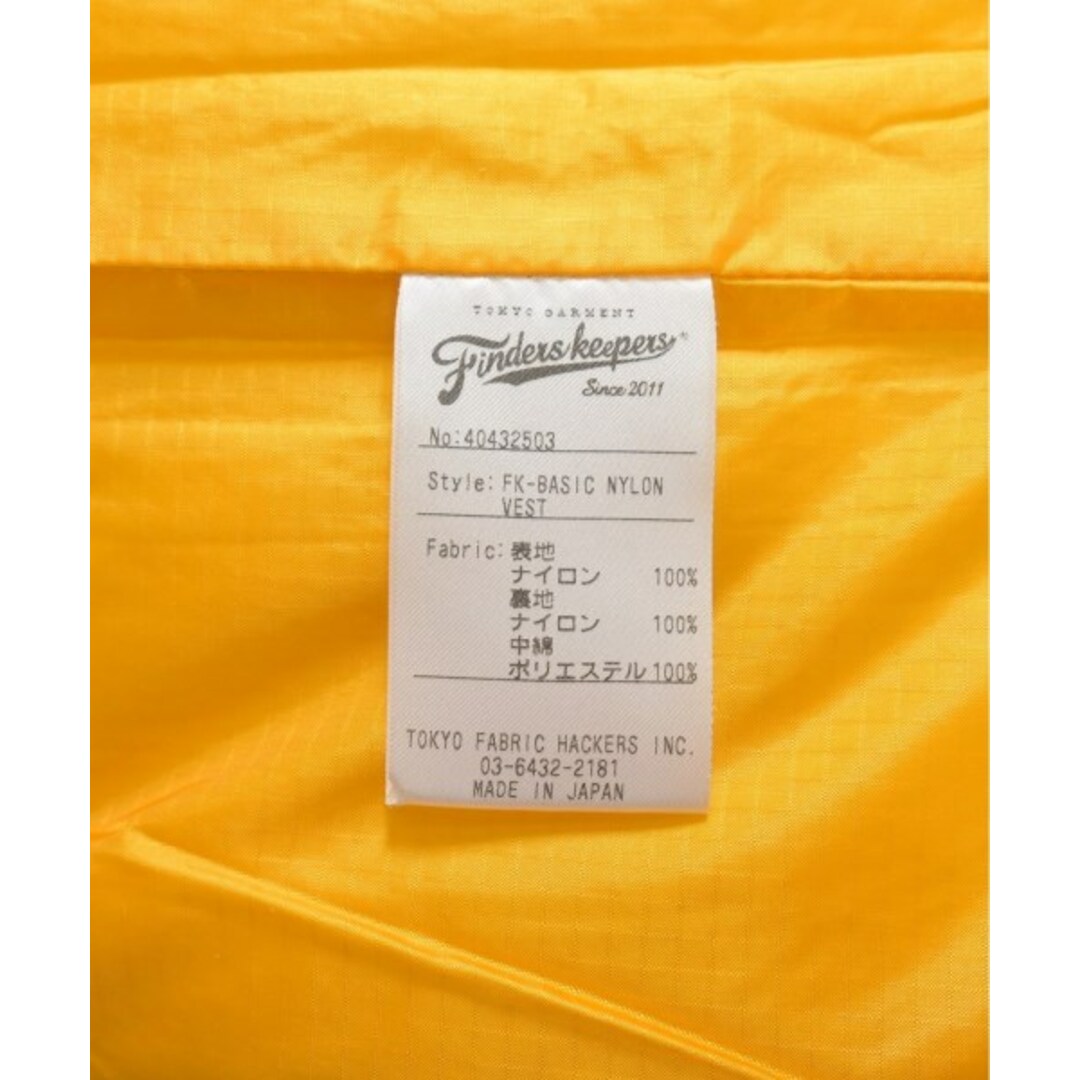 TOKYO GARMENT
Finders keepers®
Since 2011
No:40432503
Style: FK-BASIC NYLON
VEST
Fabric: 表地
ナイロン 100%
裏地
ナイロン 100%
中綿
ポリエステル 100%
TOKYO FABRIC HACKERS INC.
03-6432-2181
MADE IN JAPAN